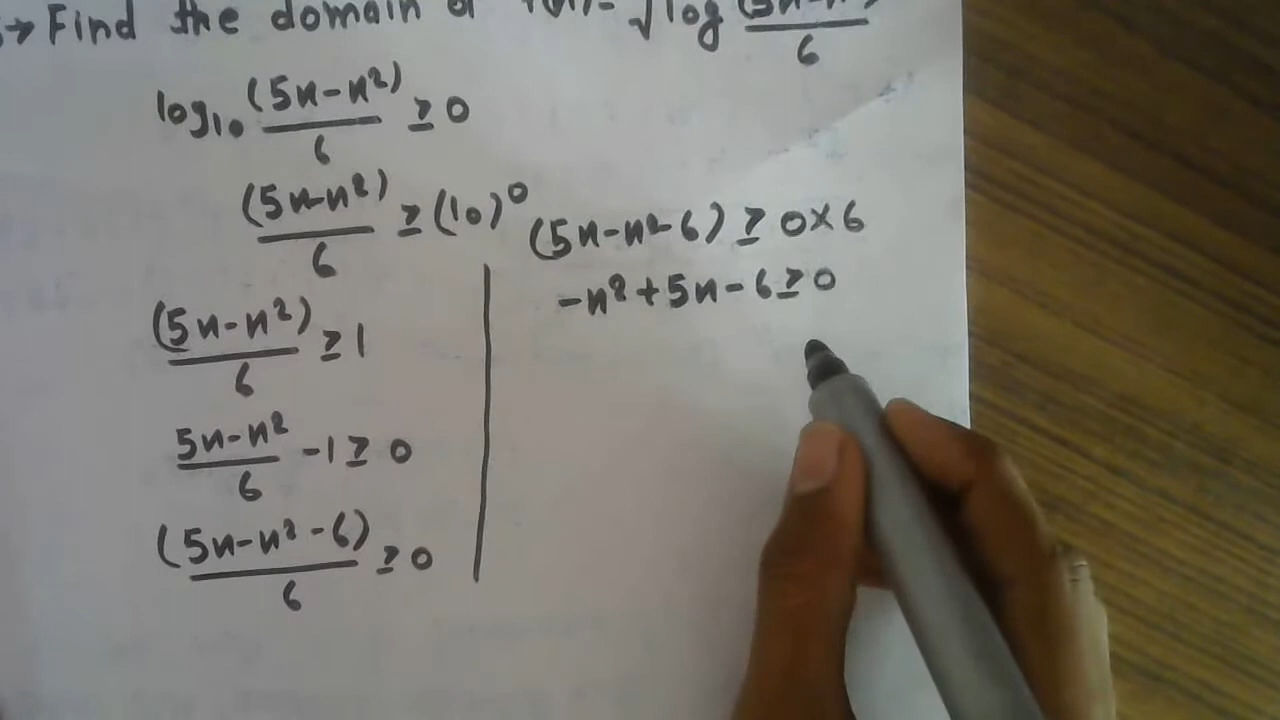 → Find the domain of f(x)= √log (5x-x²)/6
log₁₀ (5x-x²)/6 ≥ 0
(5x-x²)/6 ≥ (10)⁰
(5x-x²)/6 ≥ 1
(5x-x²)/6 - 1 ≥ 0
(5x-x²-6)/6 ≥ 0
(5x-x²-6) ≥ 0×6
-x²+5x-6≥0